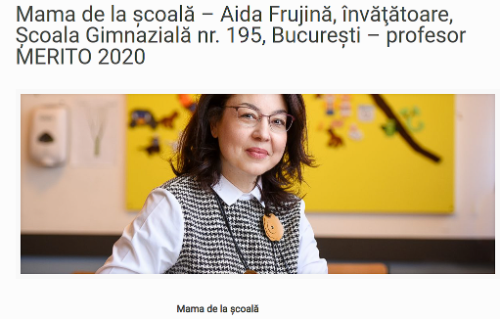 Mama de la școală – Aida Frujină, învățătoare,
Școala Gimnazială nr. 195, București – profesor
MERITO 2020
Mama de la școală